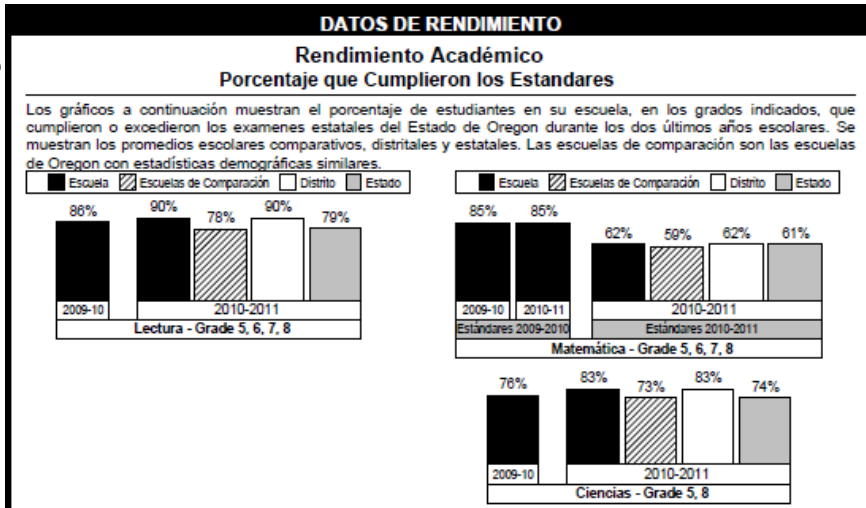 DATOS DE RENDIMIENTO
Rendimiento Académico
Porcentaje que Cumplieron los Estandares
Los gráficos a continuación muestran el porcentaje de estudiantes en su escuela, en los grados indicados, que
cumplieron o excedieron los examenes estatales del Estado de Oregon durante los dos últimos años escolares. Se
muestran los promedios escolares comparativos, distritales y estatales. Las escuelas de comparación son las escuelas
de Oregon con estadísticas demográficas similares.
Escuela Escuelas de Comparación Distrito Estado
86% 90% 78% 90% 79%
2009-10 2010-2011
Lectura - Grade 5, 6, 7, 8
Escuela Escuelas de Comparación Distrito Estado
85% 85% 62% 59% 62% 61%
2009-10 2010-11 2010-2011
Estándares 2009-2010 Estándares 2010-2011
Matemática - Grade 5, 6, 7, 8
76% 83% 73% 83% 74%
2009-10 2010-2011
Ciencias - Grade 5, 8